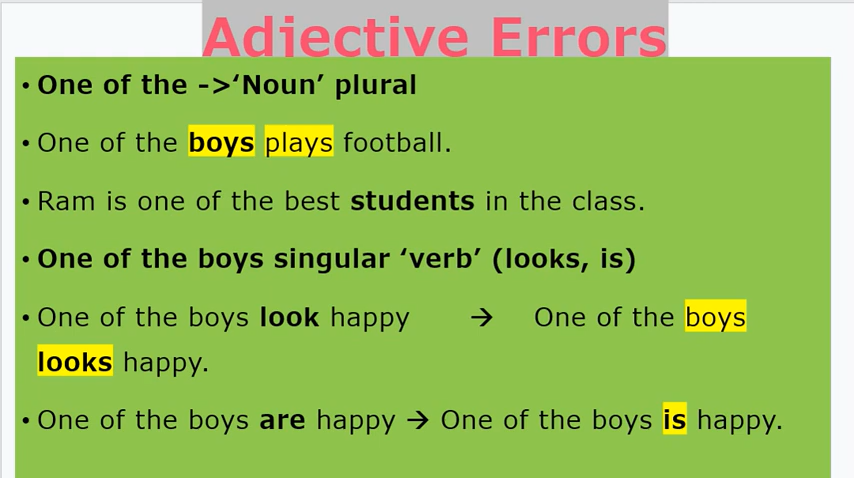 Adjective Errors
• One of the ->‘Noun’ plural
• One of the boys plays football.
• Ram is one of the best students in the class.
• One of the boys singular ‘verb’ (looks, is)
• One of the boys look happy → One of the boys
looks happy.
• One of the boys are happy → One of the boys is happy.